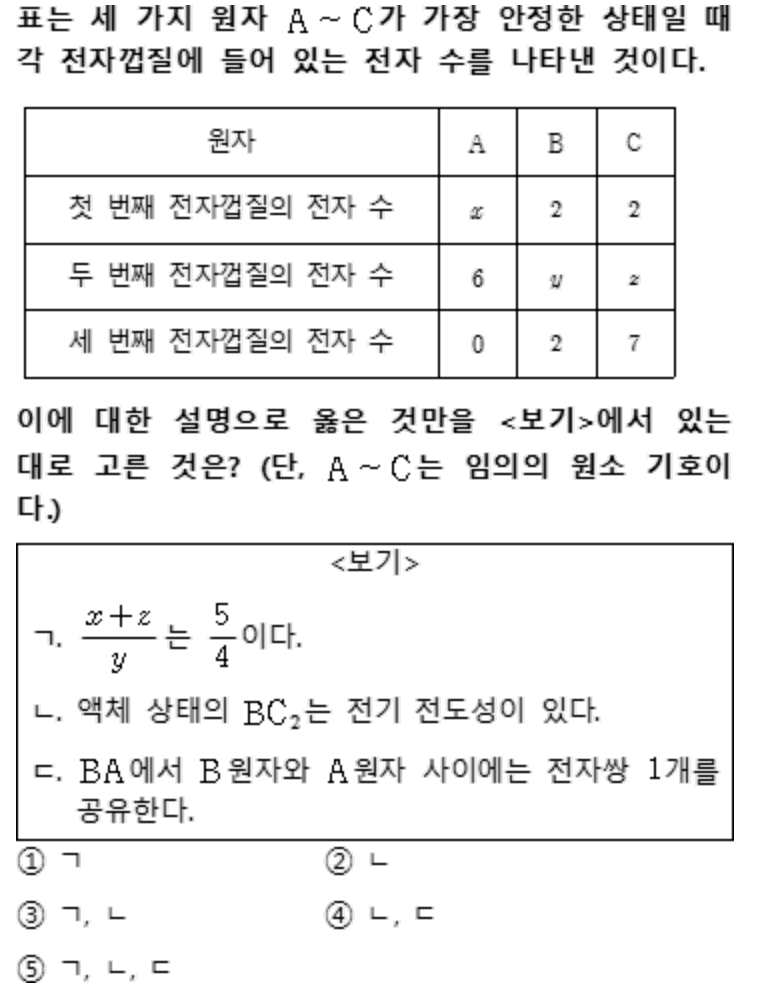 표는 세 가지 원자 A ~ C가 가장 안정한 상태일 때
각 전자껍질에 들어 있는 전자 수를 나타낸 것이다.
원자 A B C
첫 번째 전자껍질의 전자 수 x 2 2
두 번째 전자껍질의 전자 수 6 y z
세 번째 전자껍질의 전자 수 0 2 7
이에 대한 설명으로 옳은 것만을 <보기>에서 있는
대로 고른 것은? (단, A ~ C는 임의의 원소 기호이
다.)
<보기>
ㄱ. (x+z)/y 는 5/4이다.
ㄴ. 액체 상태의 BC₂는 전기 전도성이 있다.
ㄷ. BA에서 B원자와 A원자 사이에는 전자쌍 1개를
공유한다.
① ㄱ ② ㄴ
③ ㄱ, ㄴ ④ ㄴ, ㄷ
⑤ ㄱ, ㄴ, ㄷ